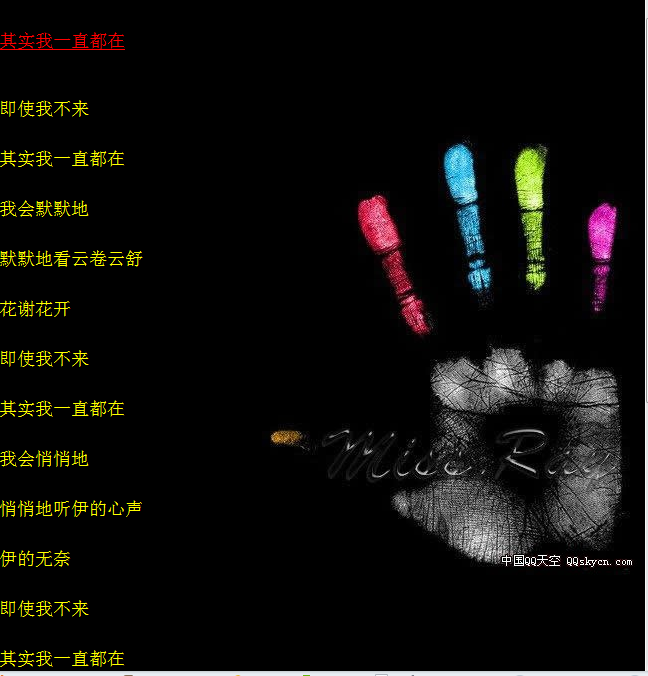 其实我一直都在
即使我不来
其实我一直都在
我会默默地
默默地看云卷云舒
花谢花开
即使我不来
其实我一直都在
我会悄悄地
悄悄地听伊的心声
伊的无奈
即使我不来
其实我一直都在
Miss.Ray
中国QQ天空 QQskycn.com